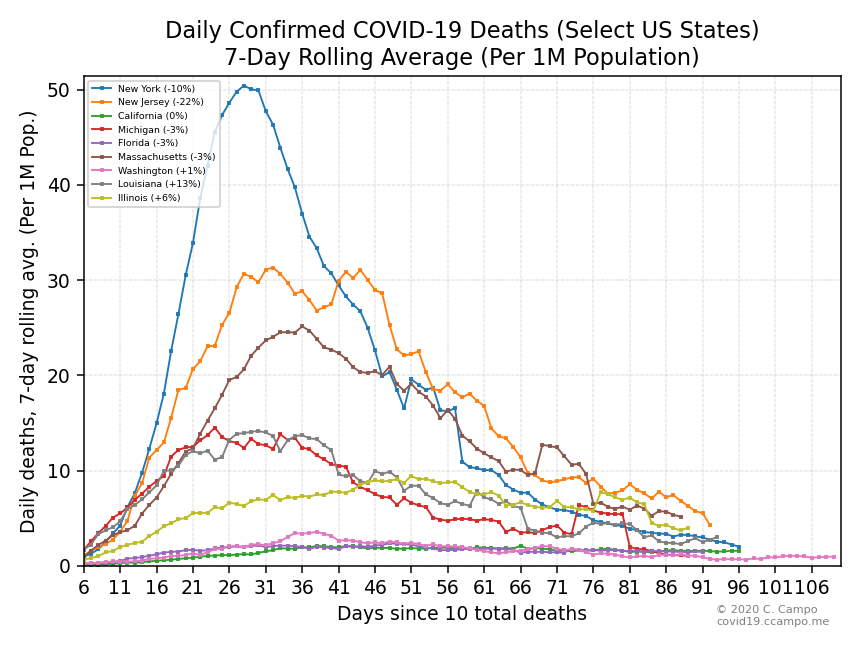 Daily Confirmed COVID-19 Deaths (Select US States)
7-Day Rolling Average (Per 1M Population)
Daily deaths, 7-day rolling avg. (Per 1M Pop.)
50
40
30
20
10
0
New York (-10%)
New Jersey (-22%)
California (0%)
Michigan (-3%)
Florida (-3%)
Massachusetts (-3%)
Washington (+1%)
Louisiana (+13%)
Illinois (+6%)
6 11 16 21 26 31 36 41 46 51 56 61 66 71 76 81 86 91 96 101 106
Days since 10 total deaths
© 2020 C. Campo
covid19.ccampo.me